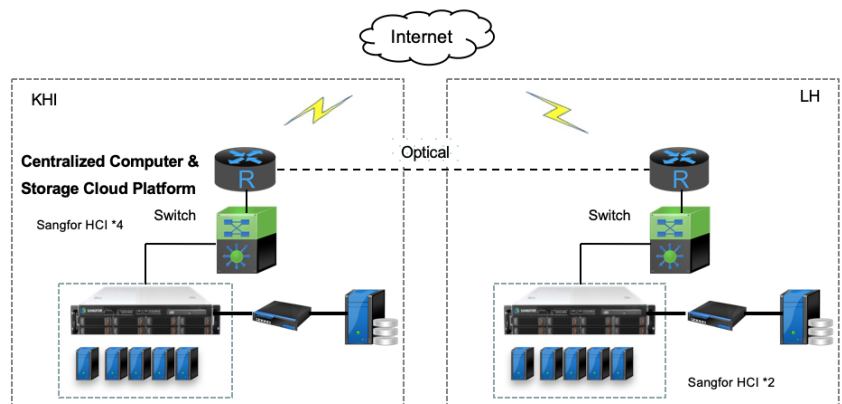 Internet
KHI
LH
Optical
Centralized Computer &
Storage Cloud Platform
R
R
Switch
Switch
Sangfor HCI *4
Sangfor HCI *2